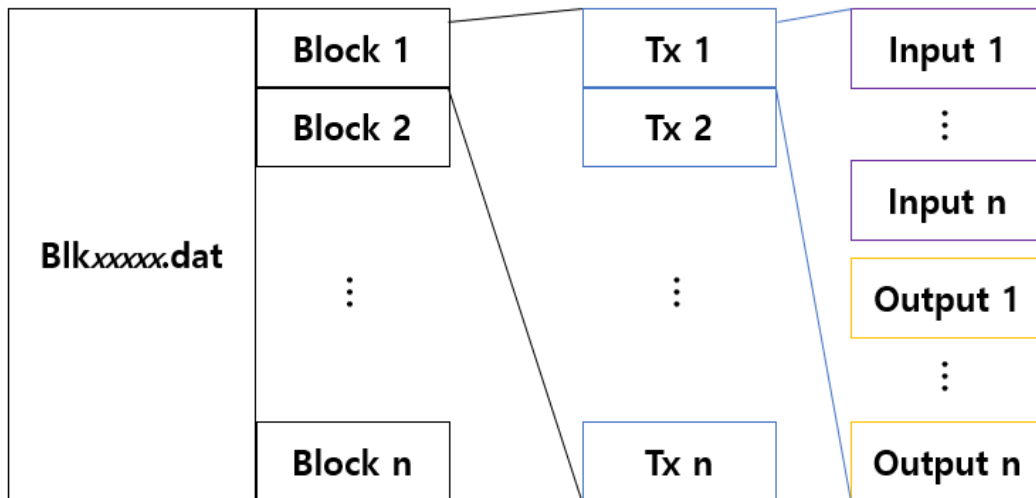 Blkxxxxx.dat
Block 1
Block 2
⋮
Block n
Tx 1
Tx 2
⋮
Tx n
Input 1
⋮
Input n
Output 1
⋮
Output n